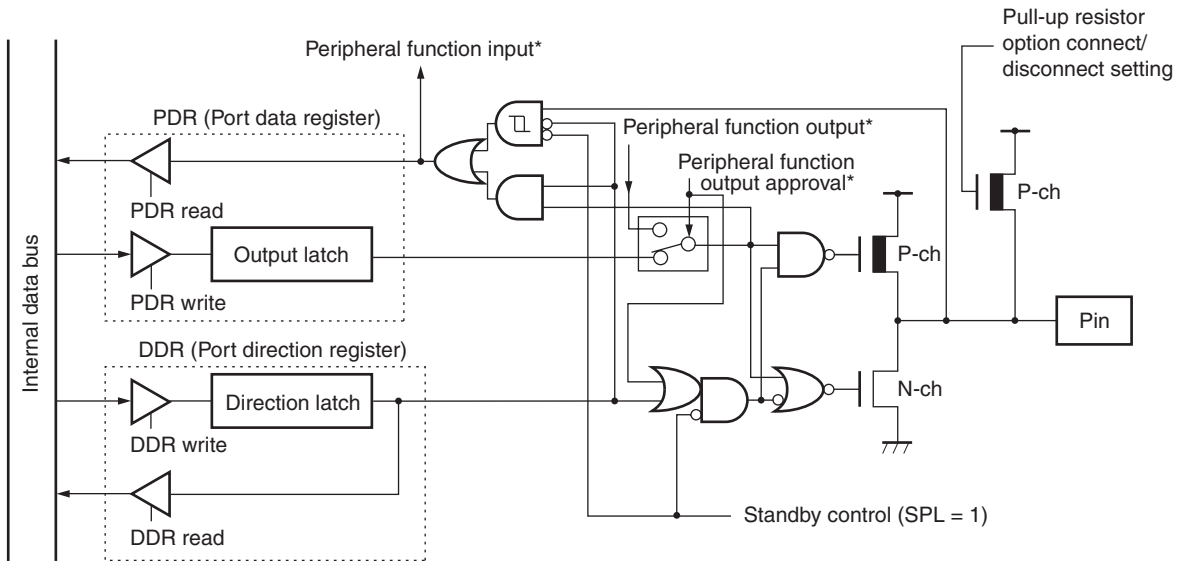 Pull-up resistor
option connect/
disconnect setting
Peripheral function input*
PDR (Port data register)
Peripheral function output*
Peripheral function
output approval*
P-ch
PDR read
Output latch
P-ch
PDR write
Internal data bus
Pin
DDR (Port direction register)
Direction latch
N-ch
DDR write
Standby control (SPL = 1)
DDR read